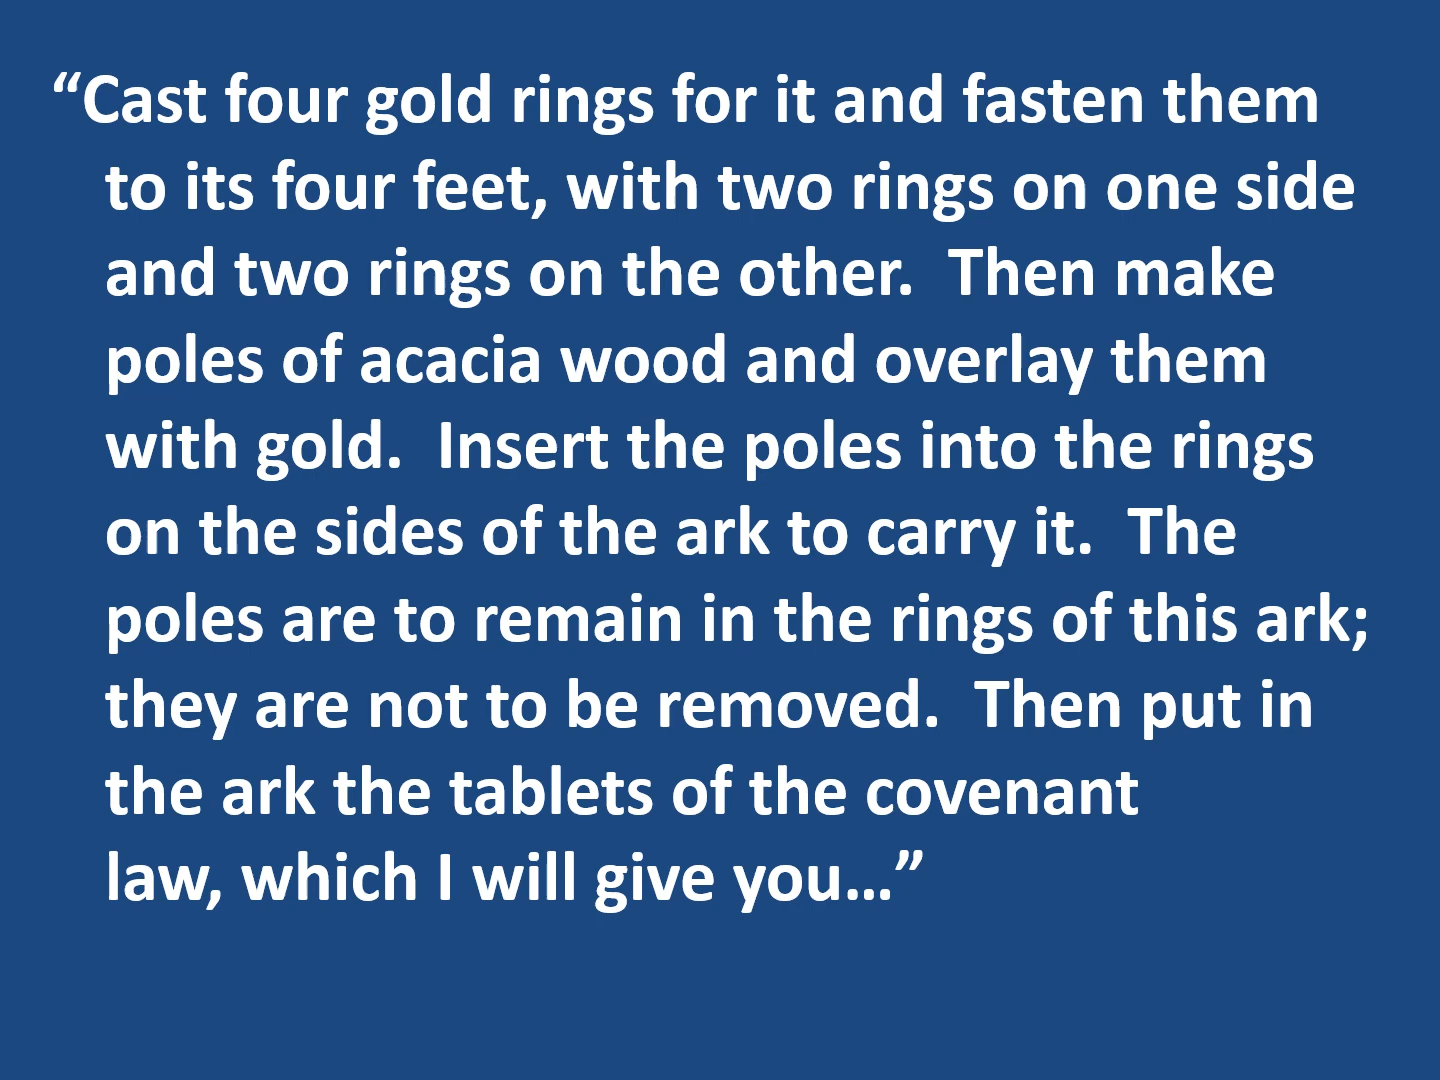 “Cast four gold rings for it and fasten them
to its four feet, with two rings on one side
and two rings on the other.  Then make
poles of acacia wood and overlay them
with gold.  Insert the poles into the rings
on the sides of the ark to carry it.  The
poles are to remain in the rings of this ark;
they are not to be removed.  Then put in
the ark the tablets of the covenant
law, which I will give you…”